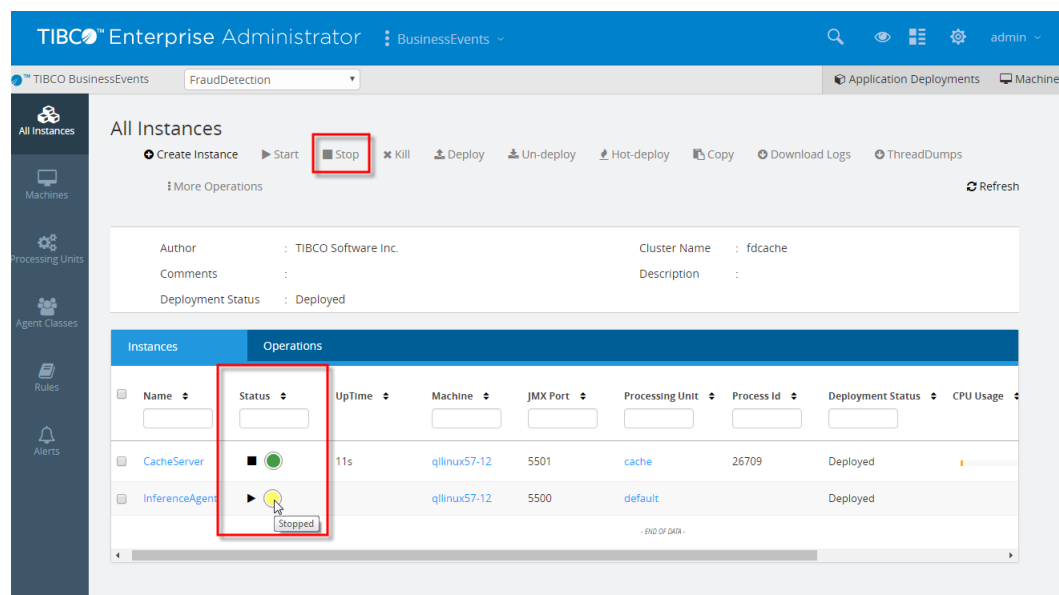 TIBCO™ Enterprise Administrator BusinessEvents admin
™ TIBCO BusinessEvents FraudDetection Application Deployments Machine
All Instances
Machines
Processing Units
Agent Classes
Rules
Alerts
All Instances
Create Instance Start Stop Kill Deploy Un-deploy Hot-deploy Copy Download Logs ThreadDumps
More Operations Refresh
Author : TIBCO Software Inc. Cluster Name : fdcache
Comments : Description :
Deployment Status : Deployed
Instances Operations
Name Status UpTime Machine JMX Port Processing Unit Process Id Deployment Status CPU Usage
CacheServer 11s qllinux57-12 5501 cache 26709 Deployed
InferenceAgent qllinux57-12 5500 default Deployed
Stopped
- END OF DATA -